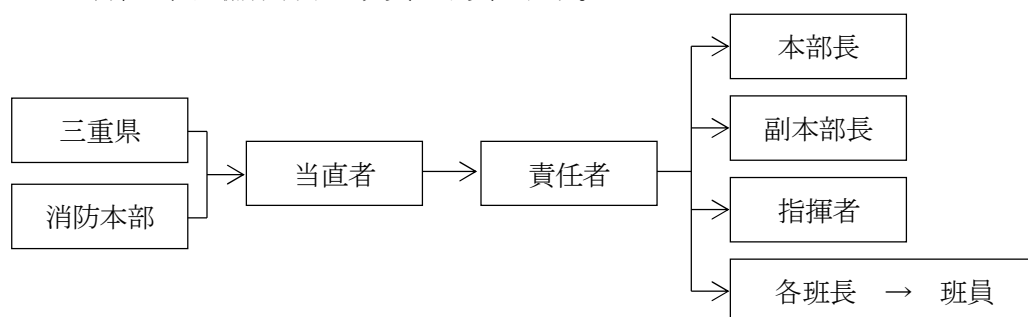 本部長
三重県
副本部長
当直者
責任者
消防本部
指揮者
各班長 → 班員